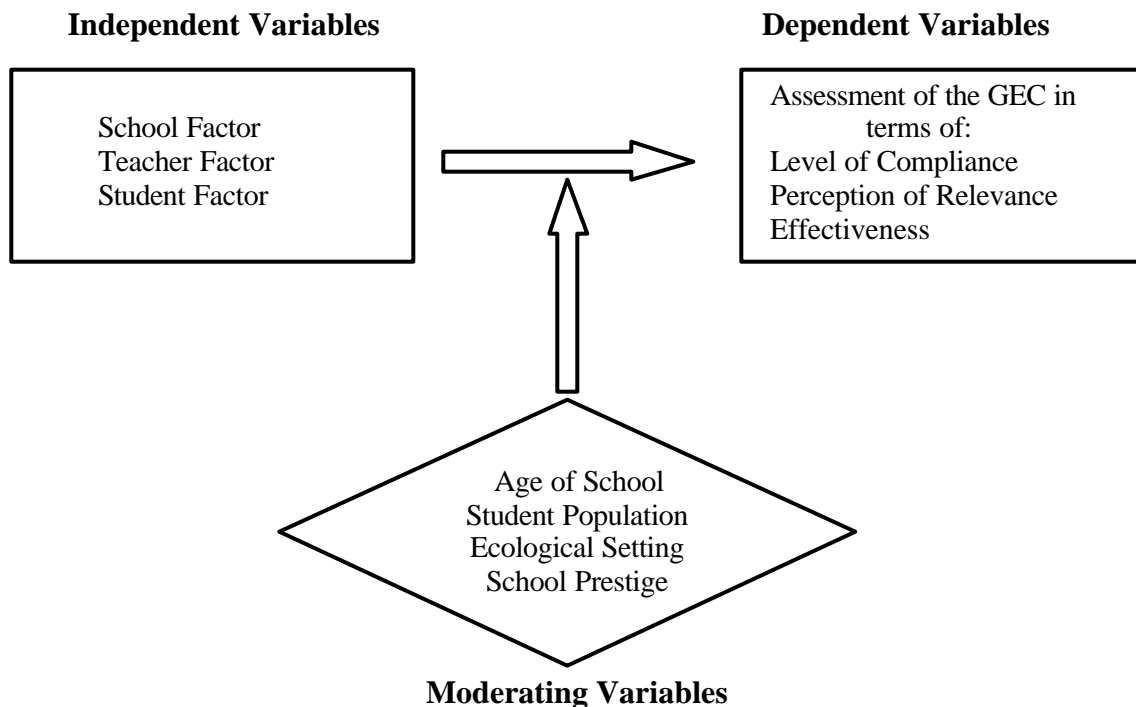 Independent Variables
School Factor
Teacher Factor
Student Factor
Dependent Variables
Assessment of the GEC in
terms of:
Level of Compliance
Perception of Relevance
Effectiveness
Age of School
Student Population
Ecological Setting
School Prestige
Moderating Variables